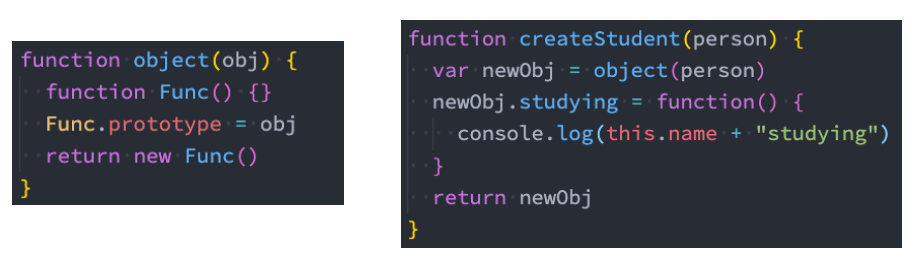 function object(obj) {
  function Func() {}
  Func.prototype = obj
  return new Func()
}
function createStudent(person) {
  var newObj = object(person)
  newObj.studying = function() {
    console.log(this.name + "studying")
  }
  return newObj
}